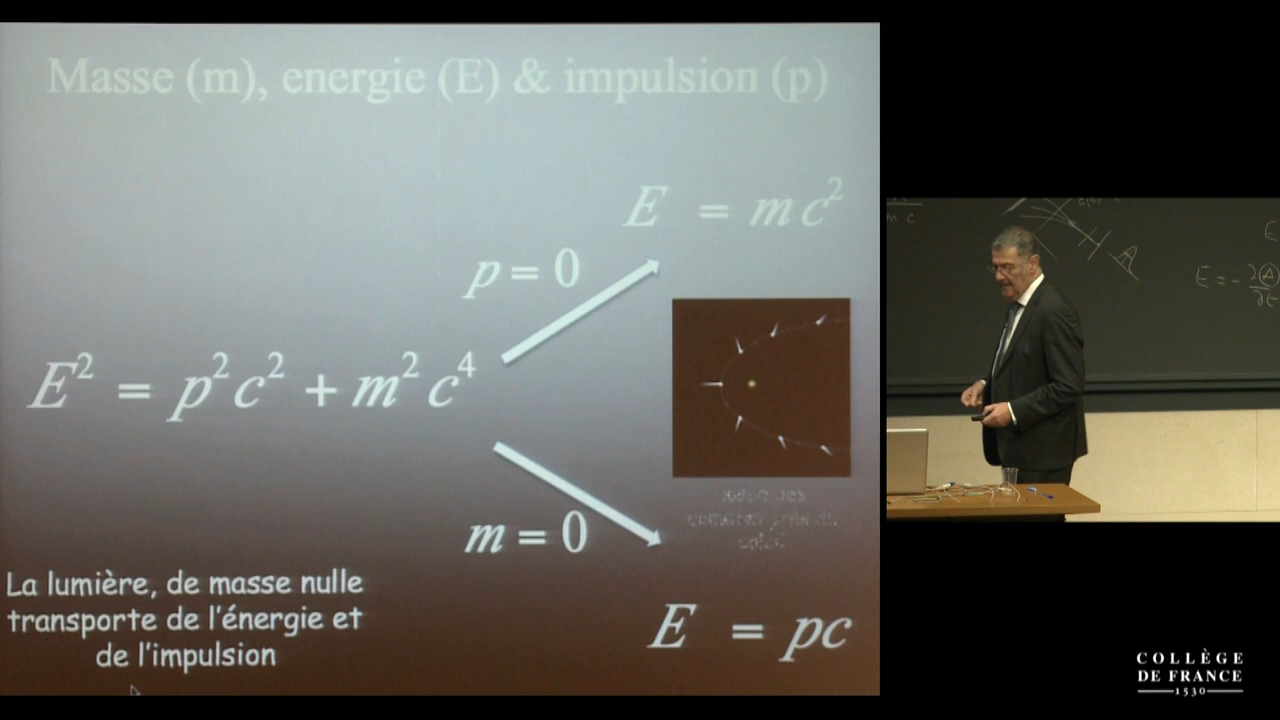 Masse (m), energie (E) & impulsion (p)
E = mc²
p = 0
E² = p²c² + m²c⁴
m = 0
La lumière, de masse nulle
transporte de l'énergie et
de l'impulsion
E = pc
m c
E = -
COLLÈGE
DE FRANCE
1530